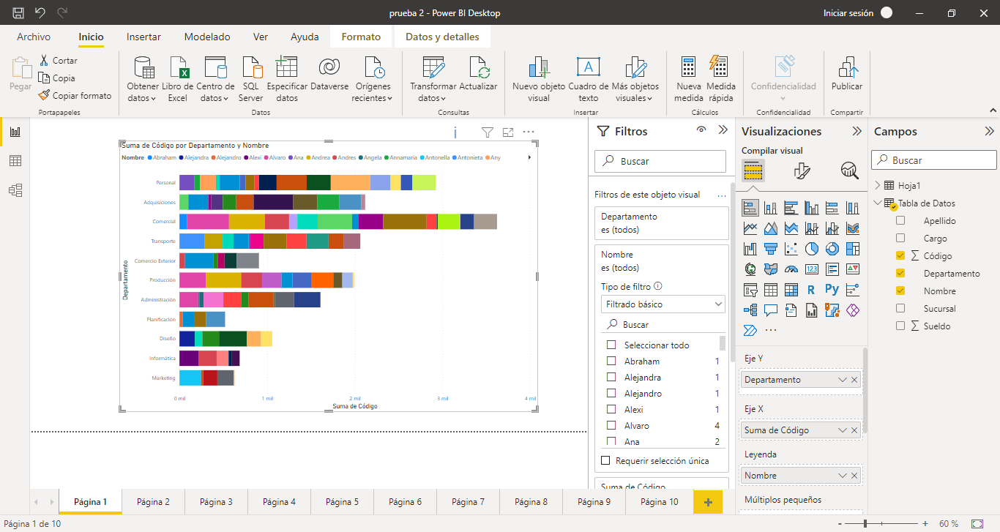 prueba 2 - Power BI Desktop
Iniciar sesión
Archivo Inicio Insertar Modelado Ver Ayuda Formato Datos y detalles
Pegar
Cortar
Copia
Copiar formato
Portapapeles
Obtener datos
Libro de Excel
Centro de datos
SQL Server
Especificar datos
Dataverse
Orígenes recientes
Datos
Transformar datos
Actualizar
Consultas
Nuevo objeto visual
Cuadro de texto
Más objetos visuales
Insertar
Nueva medida
Medida rápida
Cálculos
Confidencialidad
Confidencialidad
Publicar
Compartir
Suma de Código por Departamento y Nombre
Nombre Abraham Alejandra Alejandro Alexi Alvaro Ana Andrea Andres Angela Annamaria Antonella Antonieta Any
Departamento
Personal
Adquisiciones
Comercial
Transporte
Comercio Exterior
Producción
Administración
Planificación
Diseño
Informática
Marketing
0 mil 1 mil 2 mil 3 mil 4 mil
Suma de Código
Filtros
Buscar
Filtros de este objeto visual
Departamento
es (todos)
Nombre
es (todos)
Tipo de filtro
Filtrado básico
Buscar
Seleccionar todo
Abraham 1
Alejandra 1
Alejandro 1
Alexi 1
Alvaro 4
Ana 2
Requerir selección única
Suma de Código
Visualizaciones
Compilar visual
123
R
Py
Eje Y
Departamento
Eje X
Suma de Código
Leyenda
Nombre
Múltiplos pequeños
Campos
Buscar
Hoja1
Tabla de Datos
Apellido
Cargo
Código
Departamento
Nombre
Sucursal
Sueldo
Página 1 Página 2 Página 3 Página 4 Página 5 Página 6 Página 7 Página 8 Página 9 Página 10
Página 1 de 10
60 %